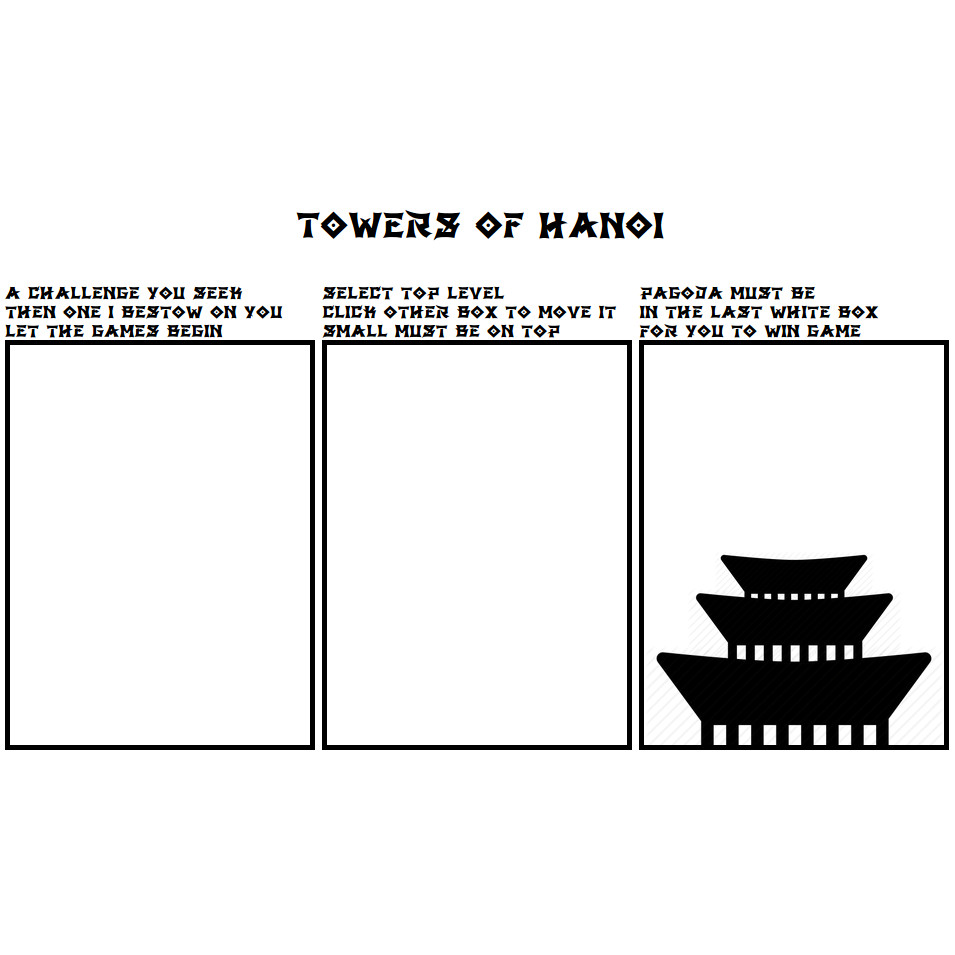 TOWERS OF HANOI
A CHALLENGE YOU SEEK
THEN ONE I BESTOW ON YOU
LET THE GAMES BEGIN
SELECT TOP LEVEL
CLICK OTHER BOX TO MOVE IT
SMALL MUST BE ON TOP
PAGODA MUST BE
IN THE LAST WHITE BOX
FOR YOU TO WIN GAME